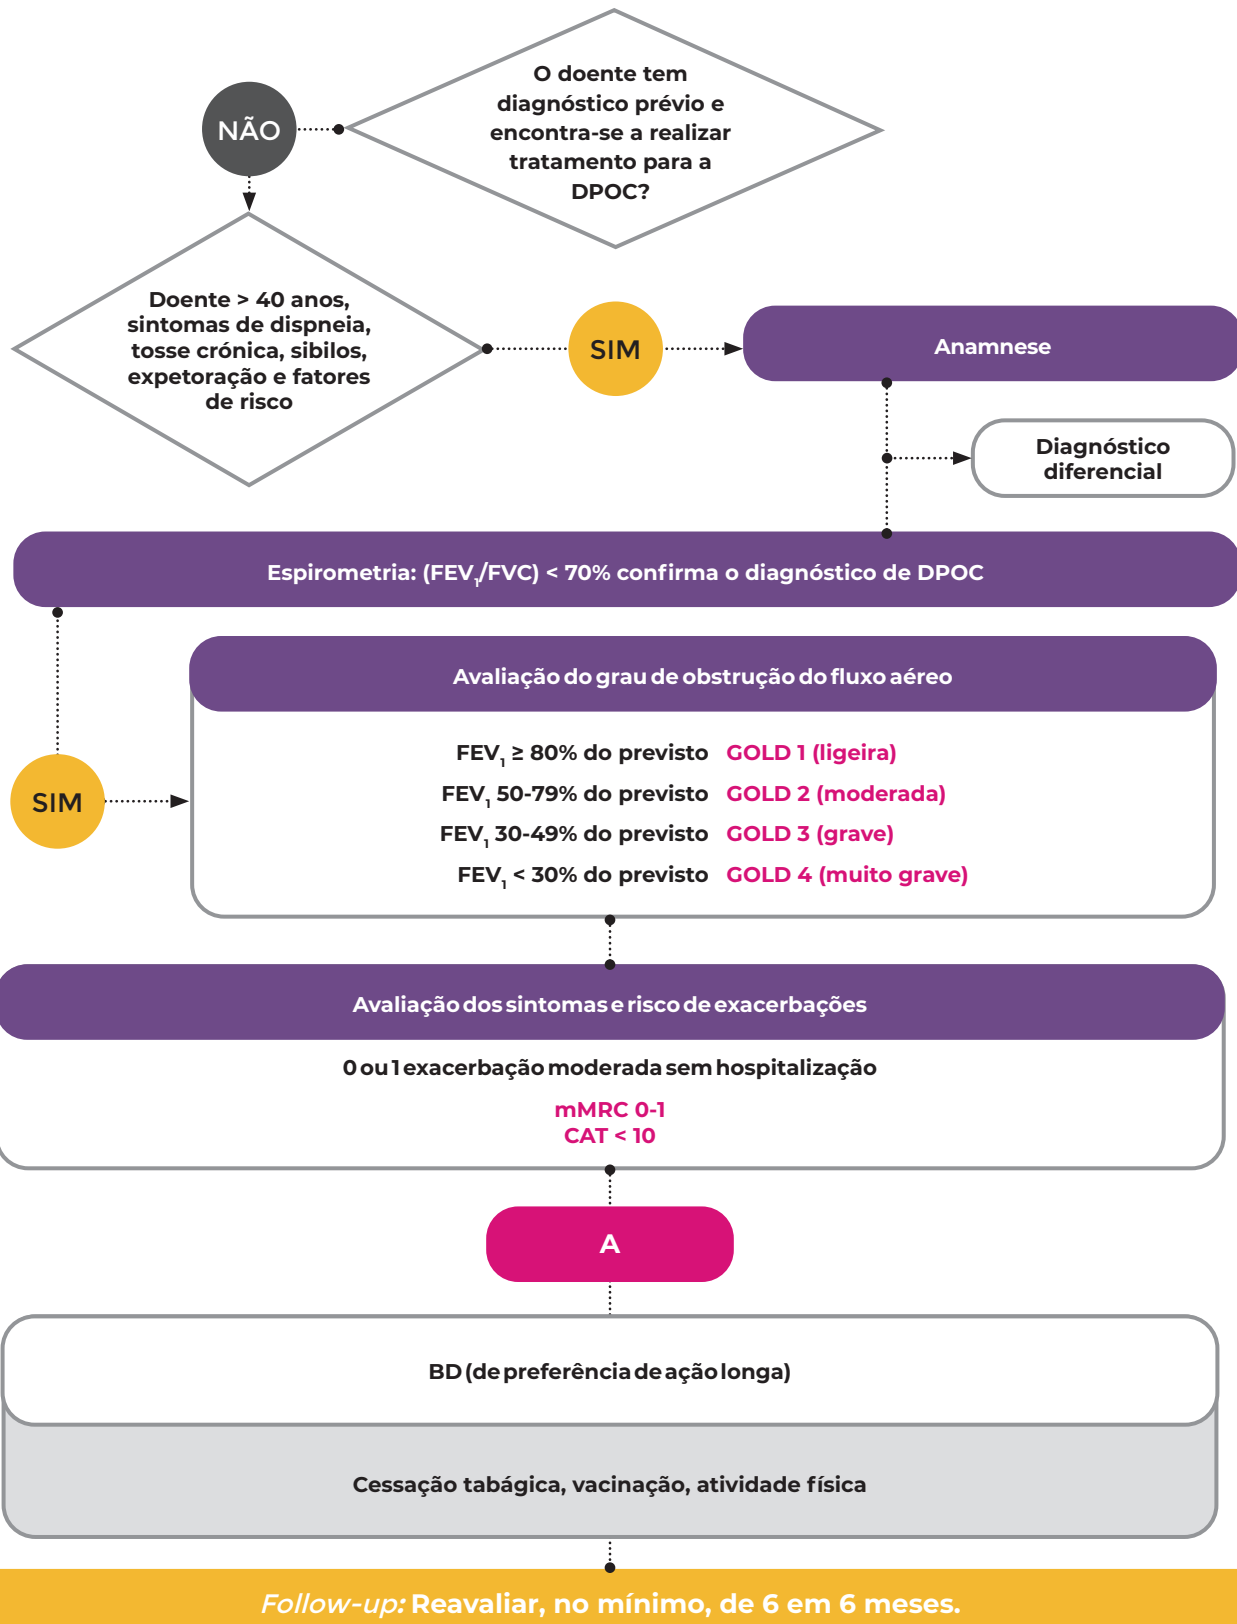 O doente tem
diagnóstico prévio e
encontra-se a realizar
tratamento para a
DPOC?
NÃO
Doente > 40 anos,
sintomas de dispneia,
tosse crónica, sibilos,
expetoração e fatores
de risco
SIM
Anamnese
Diagnóstico
diferencial
Espirometria: (FEV₁/FVC) < 70% confirma o diagnóstico de DPOC
SIM
Avaliação do grau de obstrução do fluxo aéreo
FEV₁ ≥ 80% do previsto GOLD 1 (ligeira)
FEV₁ 50-79% do previsto GOLD 2 (moderada)
FEV₁ 30-49% do previsto GOLD 3 (grave)
FEV₁ < 30% do previsto GOLD 4 (muito grave)
Avaliação dos sintomas e risco de exacerbações
0 ou 1 exacerbação moderada sem hospitalização
mMRC 0-1
CAT < 10
A
BD (de preferência de ação longa)
Cessação tabágica, vacinação, atividade física
Follow-up: Reavaliar, no mínimo, de 6 em 6 meses.